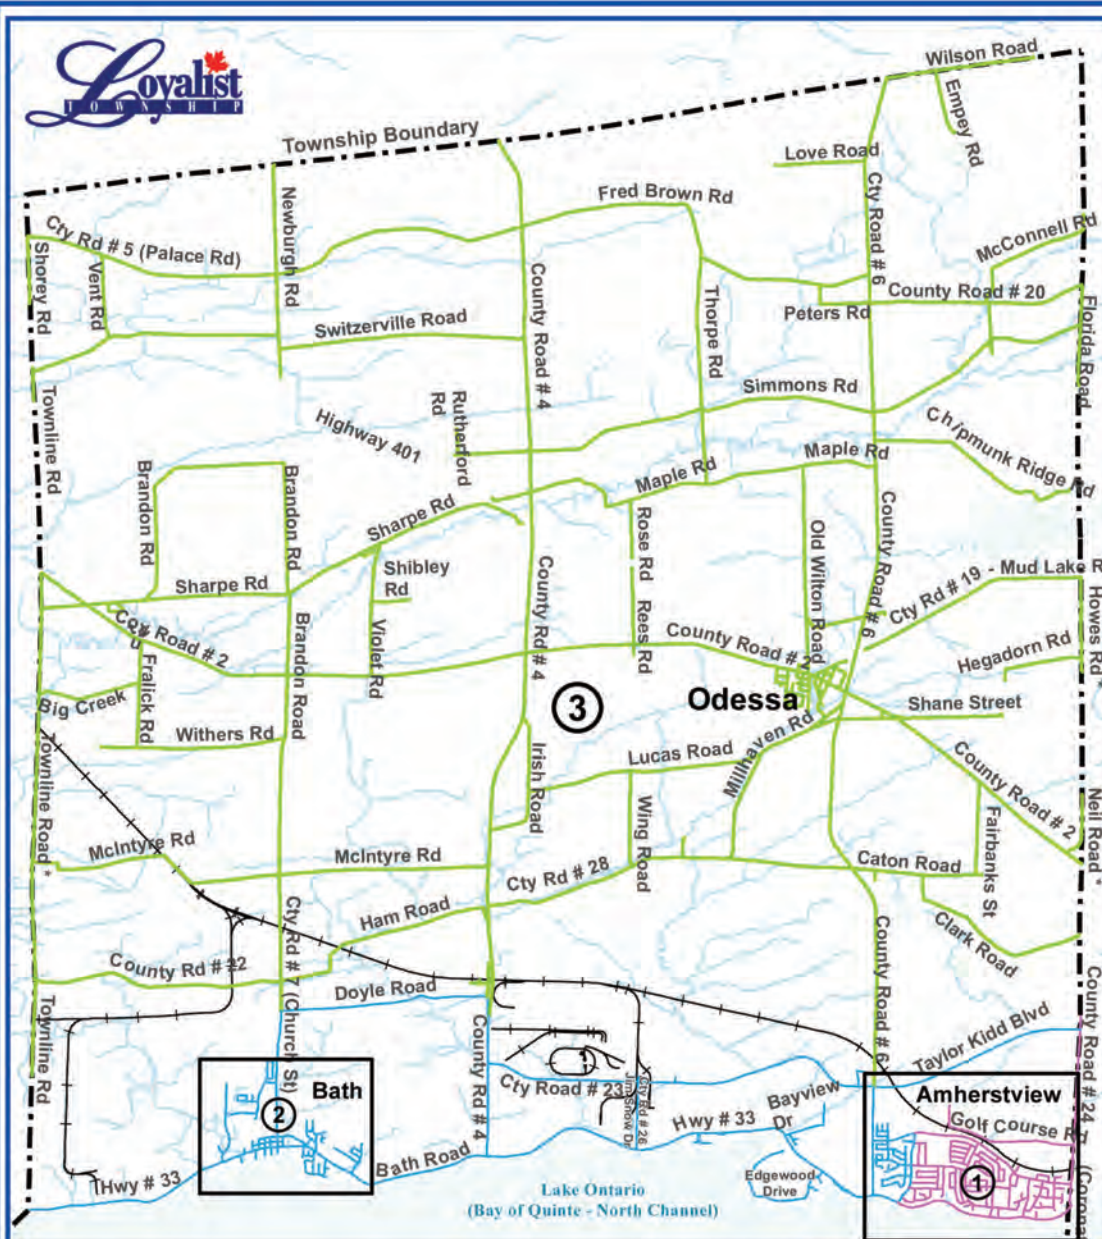 Loyalist
TOWNSHIP
Wilson Road
Empey Rd
Township Boundary
Love Road
Fred Brown Rd
Cty Road # 6
McConnell Rd
Cty Rd # 5 (Palace Rd)
Newburgh Rd
Shorey Rd
Vent Rd
County Road # 4
County Road # 20
Peters Rd
Thorpe Rd
Florida Road
Switzerville Road
Simmons Rd
Townline Rd
Rutherford
Rd
Highway 401
Chipmunk Ridge Rd
Maple Rd
Maple Rd
Brandon Rd
Brandon Rd
Sharpe Rd
Rose Rd
Old Wilton Road
County Road # 6
Shibley
Rd
Sharpe Rd
County Rd # 4
Cty Rd # 19 - Mud Lake R
Howes Rd *
Rees Rd
Violet Rd
Brandon Road
Road # 2
County Road # 2
Hegadorn Rd
Fralick Rd
Big Creek
Odessa
Shane Street
3
Withers Rd
Millhaven Rd
Lucas Road
Irish Road
County Road # 2
Townline Road *
Wing Road
Fairbanks St
Neil Road *
McIntyre Rd
McIntyre Rd
Cty Rd # 28
Caton Road
Ham Road
Clark Road
Cty Rd # 7 (Church St)
County Road # 6
County Rd # 22
Doyle Road
Townline Rd
County Rd # 4
Taylor Kidd Blvd
County Road # 24 (Corona
Cty Road # 23
Cty Rd # 26
Jim Snow Dr
Bath
2
Bayview
Dr
Hwy # 33
Amherstview
Golf Course Rd
1
Bath Road
Hwy # 33
Edgewood
Drive
Lake Ontario
(Bay of Quinte - North Channel)